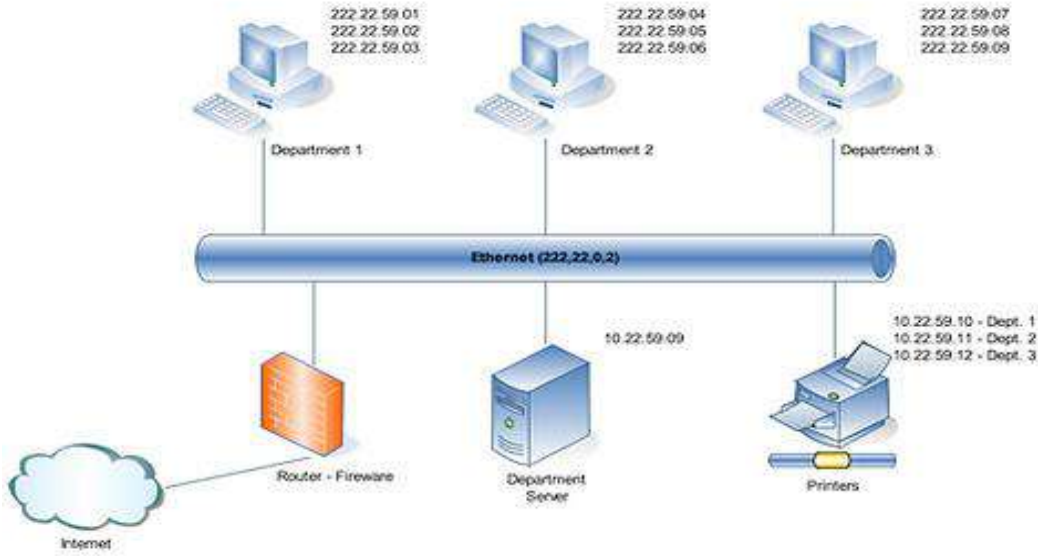 222.22.59.01
222.22.59.02
222.22.59.03
222.22.59.04
222.22.59.05
222.22.59.06
222.22.59.07
222.22.59.08
222.22.59.09
Department 1
Department 2
Department 3
Ethernet (222,22,0,2)
10.22.59.09
10.22.59.10 - Dept. 1
10.22.59.11 - Dept. 2
10.22.59.12 - Dept. 3
Router - Fireware
Department
Server
Printers
Internet